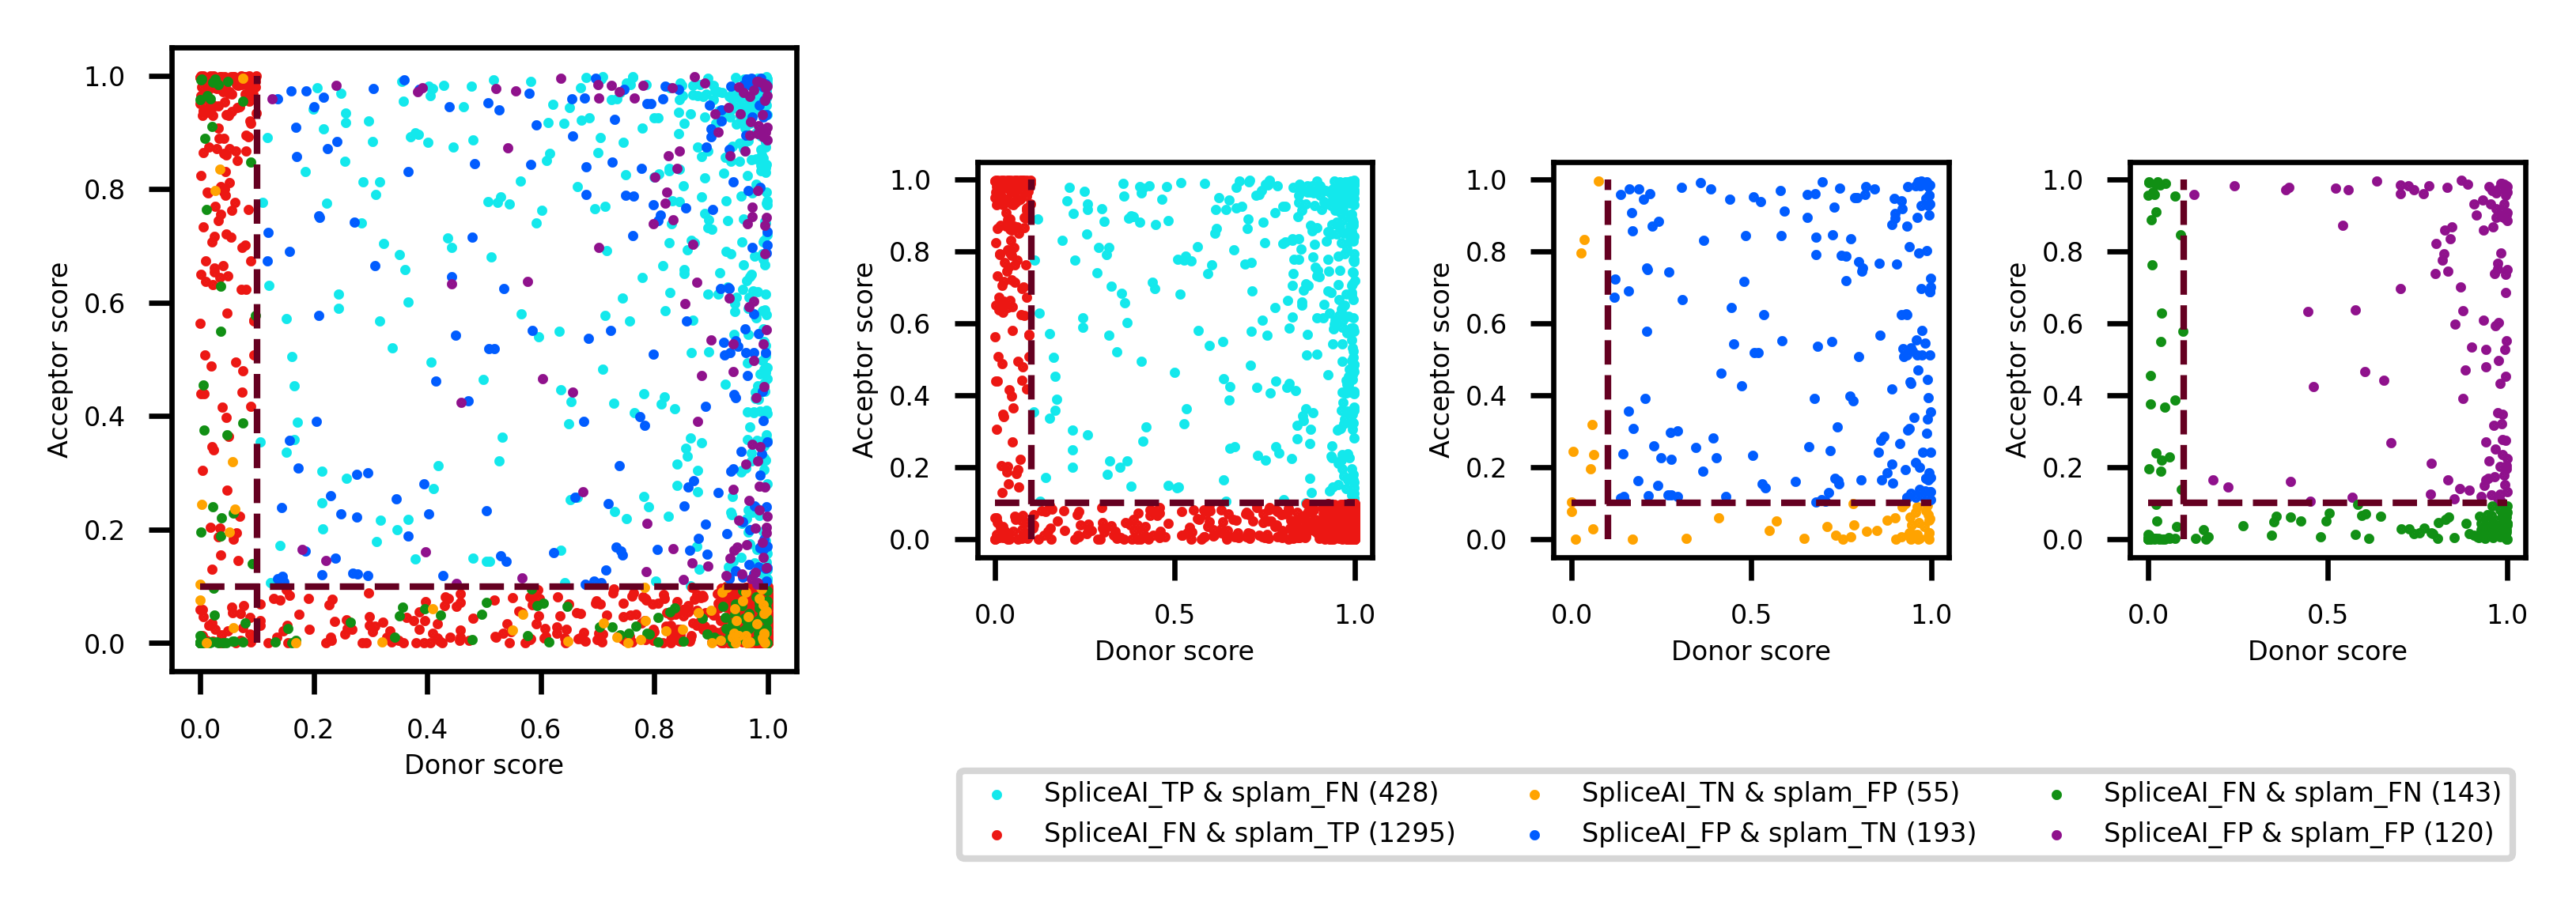 1.0
0.8
0.6
0.4
0.2
0.0
Acceptor score
0.0 0.2 0.4 0.6 0.8 1.0
Donor score
1.0
0.8
0.6
0.4
0.2
0.0
Acceptor score
0.0 0.5 1.0
Donor score
1.0
0.8
0.6
0.4
0.2
0.0
Acceptor score
0.0 0.5 1.0
Donor score
1.0
0.8
0.6
0.4
0.2
0.0
Acceptor score
0.0 0.5 1.0
Donor score
SpliceAI_TP & splam_FN (428)
SpliceAI_FN & splam_TP (1295)
SpliceAI_TN & splam_FP (55)
SpliceAI_FP & splam_TN (193)
SpliceAI_FN & splam_FN (143)
SpliceAI_FP & splam_FP (120)